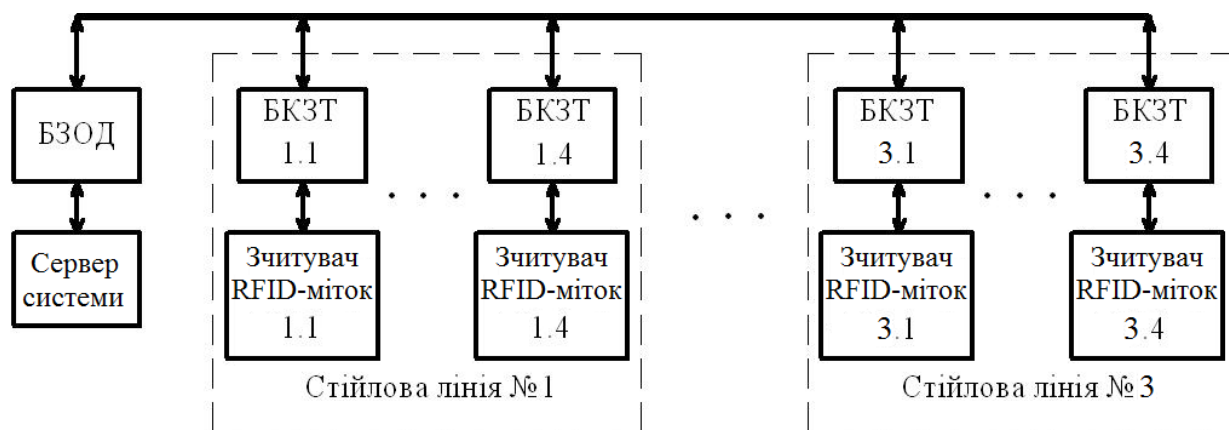 БЗОД
Сервер
системи
БКЗТ
1.1
Зчитувач
RFID-міток
1.1
. . .
БКЗТ
1.4
Зчитувач
RFID-міток
1.4
Стійлова лінія №1
. . .
БКЗТ
3.1
Зчитувач
RFID-міток
3.1
. . .
БКЗТ
3.4
Зчитувач
RFID-міток
3.4
Стійлова лінія №3